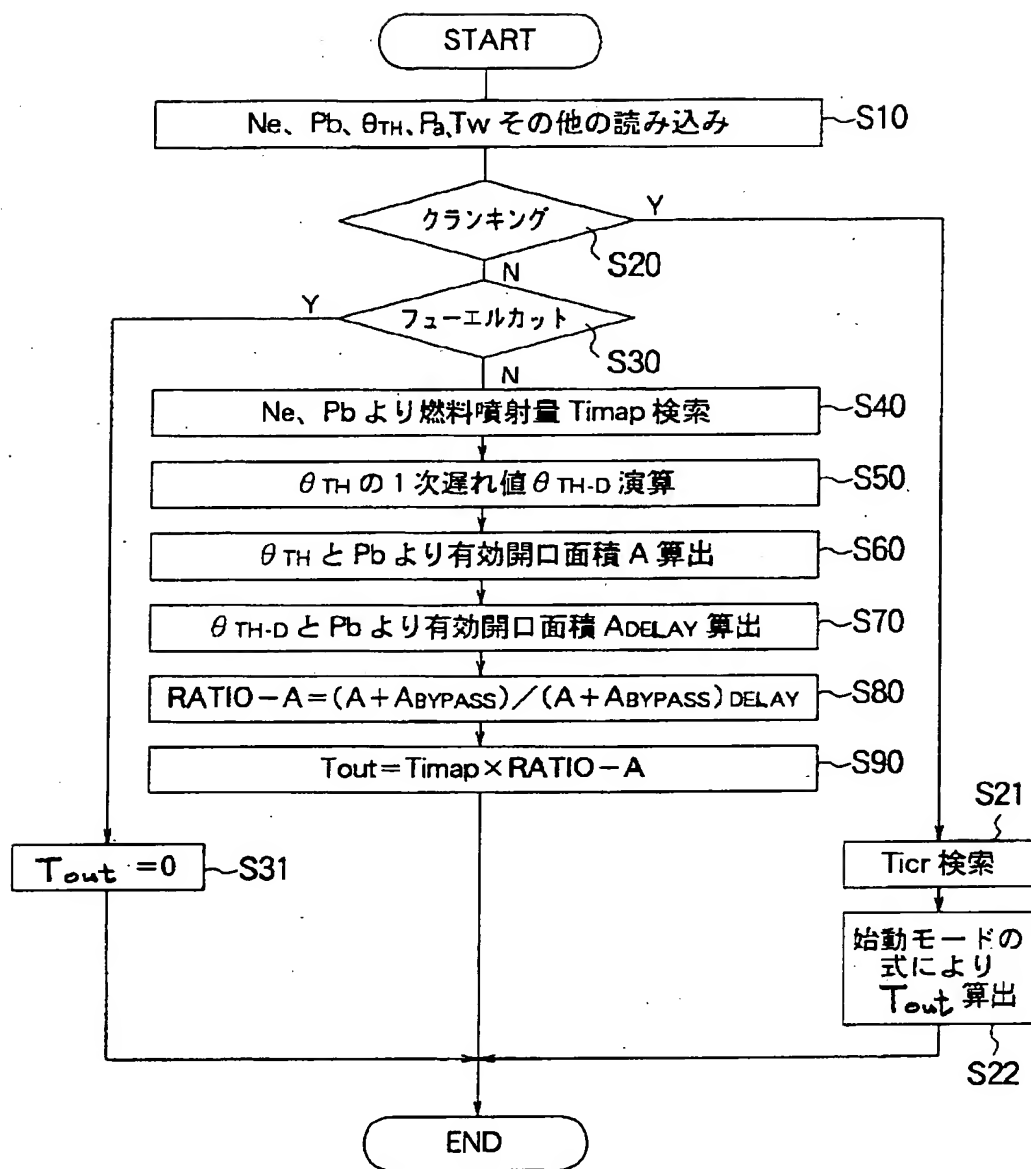 START
Ne、Pb、θTH、Pa,Tw その他の読み込み
S10
クランキング
Y
S20
N
フューエルカット
Y
S30
N
Ne、Pb より燃料噴射量 Timap 検索
S40
θTH の1次遅れ値 θTH-D 演算
S50
θTH と Pb より有効開口面積 A 算出
S60
θTH-D と Pb より有効開口面積 ADELAY 算出
S70
RATIO-A=(A+ABYPASS)/(A+ABYPASS)DELAY
S80
Tout=Timap×RATIO-A
S90
S21
Tout=0
S31
Ticr 検索
始動モードの
式により
Tout 算出
S22
END